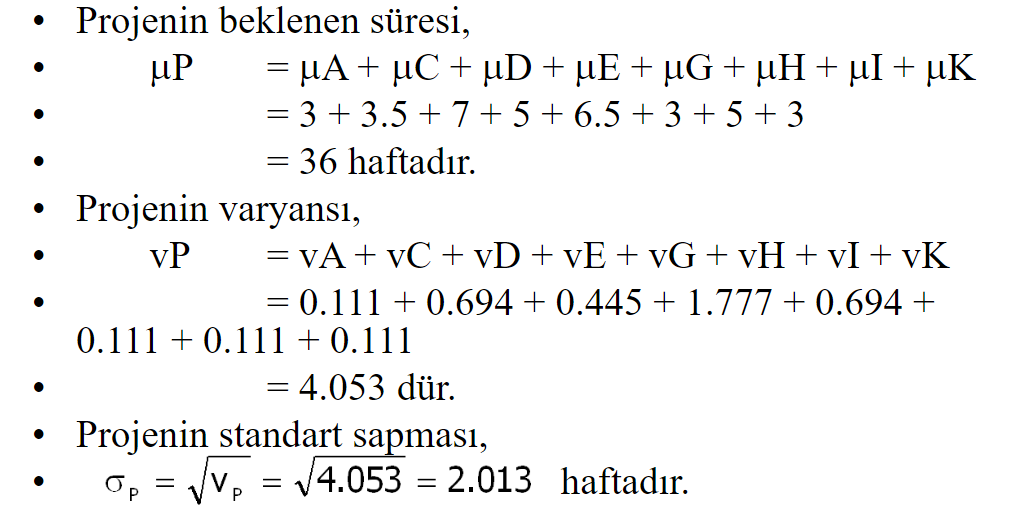 • Projenin beklenen süresi,
• μP = μA + μC + μD + μE + μG + μH + μI + μK
• = 3 + 3.5 + 7 + 5 + 6.5 + 3 + 5 + 3
• = 36 haftadır.
• Projenin varyansı,
• vP = vA + vC + vD + vE + vG + vH + vI + vK
• = 0.111 + 0.694 + 0.445 + 1.777 + 0.694 +
0.111 + 0.111 + 0.111
• = 4.053 dür.
• Projenin standart sapması,
• σ_P = √v_P = √4.053 = 2.013 haftadır.